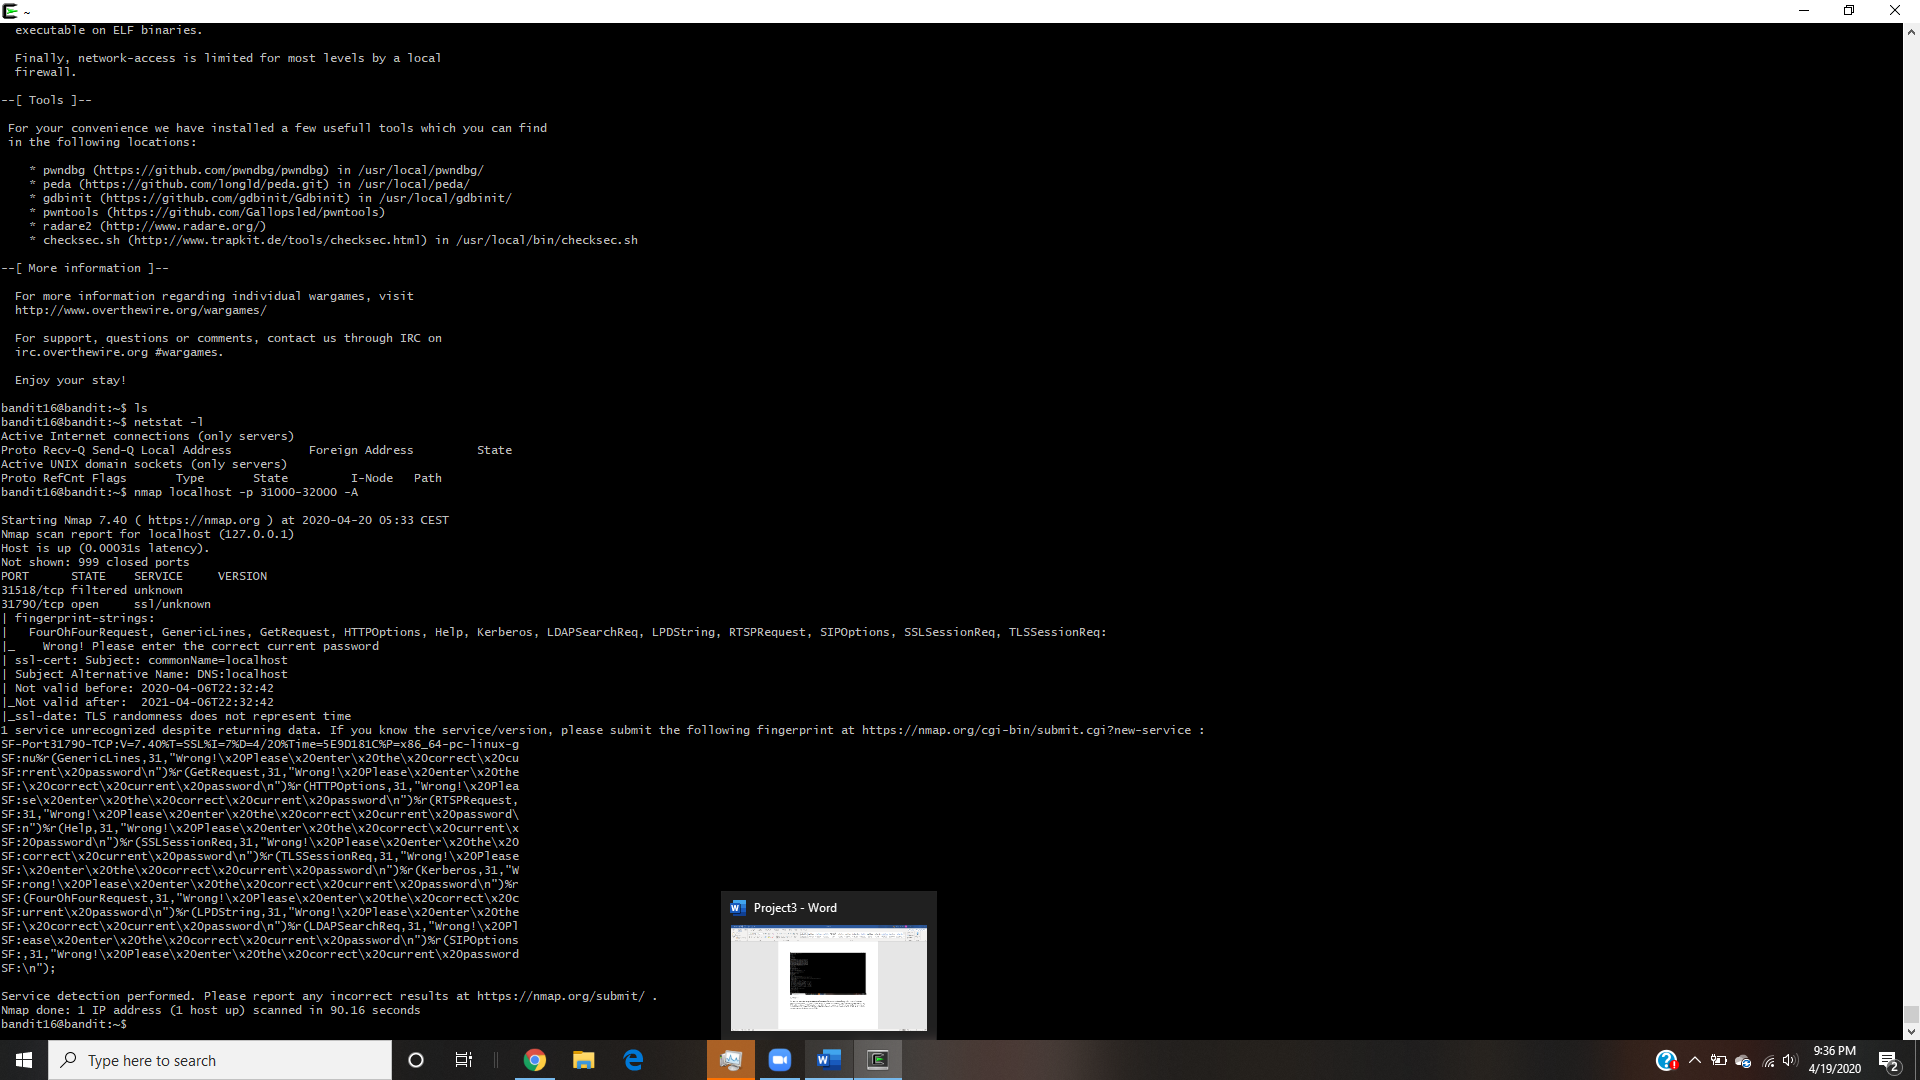 ~
executable on ELF binaries.
Finally, network-access is limited for most levels by a local
firewall.
--[ Tools ]--
For your convenience we have installed a few usefull tools which you can find
in the following locations:
* pwndbg (https://github.com/pwndbg/pwndbg) in /usr/local/pwndbg/
* peda (https://github.com/longld/peda.git) in /usr/local/peda/
* gdbinit (https://github.com/gdbinit/Gdbinit) in /usr/local/gdbinit/
* pwntools (https://github.com/Gallopsled/pwntools)
* radare2 (http://www.radare.org/)
* checksec.sh (http://www.trapkit.de/tools/checksec.html) in /usr/local/bin/checksec.sh
--[ More information ]--
For more information regarding individual wargames, visit
http://www.overthewire.org/wargames/
For support, questions or comments, contact us through IRC on
irc.overthewire.org #wargames.
Enjoy your stay!
bandit16@bandit:~$ ls
bandit16@bandit:~$ netstat -l
Active Internet connections (only servers)
Proto Recv-Q Send-Q Local Address           Foreign Address         State
Active UNIX domain sockets (only servers)
Proto RefCnt Flags       Type       State         I-Node   Path
bandit16@bandit:~$ nmap localhost -p 31000-32000 -A
Starting Nmap 7.40 ( https://nmap.org ) at 2020-04-20 05:33 CEST
Nmap scan report for localhost (127.0.0.1)
Host is up (0.00031s latency).
Not shown: 999 closed ports
PORT      STATE    SERVICE     VERSION
31518/tcp filtered unknown
31790/tcp open     ssl/unknown
| fingerprint-strings:
|   FourOhFourRequest, GenericLines, GetRequest, HTTPOptions, Help, Kerberos, LDAPSearchReq, LPDString, RTSPRequest, SIPOptions, SSLSessionReq, TLSSessionReq:
|_    Wrong! Please enter the correct current password
| ssl-cert: Subject: commonName=localhost
| Subject Alternative Name: DNS:localhost
| Not valid before: 2020-04-06T22:32:42
|_Not valid after:  2021-04-06T22:32:42
|_ssl-date: TLS randomness does not represent time
1 service unrecognized despite returning data. If you know the service/version, please submit the following fingerprint at https://nmap.org/cgi-bin/submit.cgi?new-service :
SF-Port31790-TCP:V=7.40%T=SSL%I=7%D=4/20%Time=5E9D181C%P=x86_64-pc-linux-g
SF:nu%r(GenericLines,31,"Wrong!\x20Please\x20enter\x20the\x20correct\x20cu
SF:rrent\x20password\n")%r(GetRequest,31,"Wrong!\x20Please\x20enter\x20the
SF:\x20correct\x20current\x20password\n")%r(HTTPOptions,31,"Wrong!\x20Plea
SF:se\x20enter\x20the\x20correct\x20current\x20password\n")%r(RTSPRequest,
SF:31,"Wrong!\x20Please\x20enter\x20the\x20correct\x20current\x20password\
SF:n")%r(Help,31,"Wrong!\x20Please\x20enter\x20the\x20correct\x20current\x
SF:20password\n")%r(SSLSessionReq,31,"Wrong!\x20Please\x20enter\x20the\x20
SF:correct\x20current\x20password\n")%r(TLSSessionReq,31,"Wrong!\x20Please
SF:\x20enter\x20the\x20correct\x20current\x20password\n")%r(Kerberos,31,"W
SF:rong!\x20Please\x20enter\x20the\x20correct\x20current\x20password\n")%r
SF:(FourOhFourRequest,31,"Wrong!\x20Please\x20enter\x20the\x20correct\x20c
SF:urrent\x20password\n")%r(LPDString,31,"Wrong!\x20Please\x20enter\x20the
SF:\x20correct\x20current\x20password\n")%r(LDAPSearchReq,31,"Wrong!\x20Pl
SF:ease\x20enter\x20the\x20correct\x20current\x20password\n")%r(SIPOptions
SF:,31,"Wrong!\x20Please\x20enter\x20the\x20correct\x20current\x20password
SF:\n");
Service detection performed. Please report any incorrect results at https://nmap.org/submit/ .
Nmap done: 1 IP address (1 host up) scanned in 90.16 seconds
bandit16@bandit:~$
Project3 - Word
Type here to search
9:36 PM
4/19/2020
2